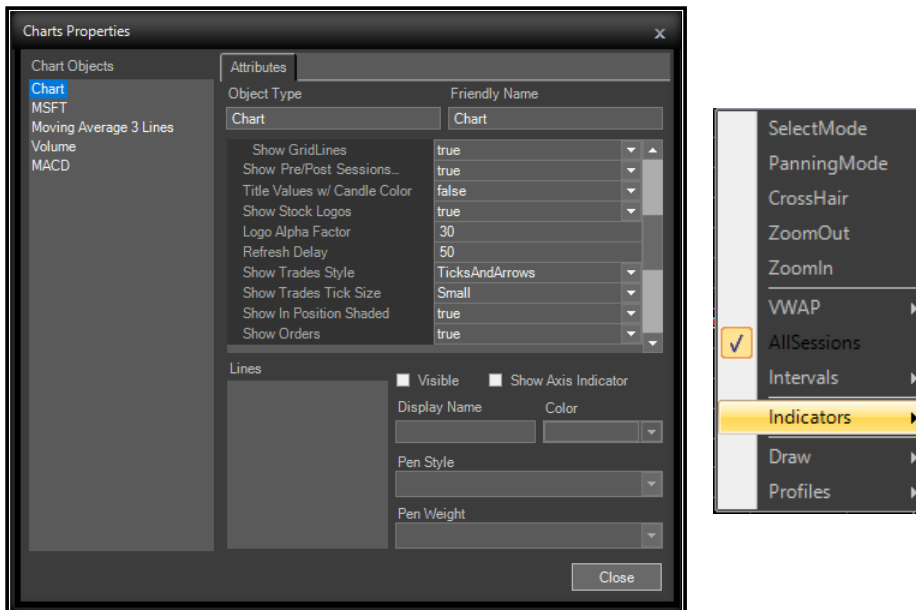 Charts Properties
x
Chart Objects
Chart
MSFT
Moving Average 3 Lines
Volume
MACD
Attributes
Object Type Friendly Name
Chart Chart
Show GridLines true
Show Pre/Post Sessions... true
Title Values w/ Candle Color false
Show Stock Logos true
Logo Alpha Factor 30
Refresh Delay 50
Show Trades Style TicksAndArrows
Show Trades Tick Size Small
Show In Position Shaded true
Show Orders true
Lines
Visible Show Axis Indicator
Display Name Color
Pen Style
Pen Weight
Close
SelectMode
PanningMode
CrossHair
ZoomOut
ZoomIn
VWAP
AllSessions
Intervals
Indicators
Draw
Profiles